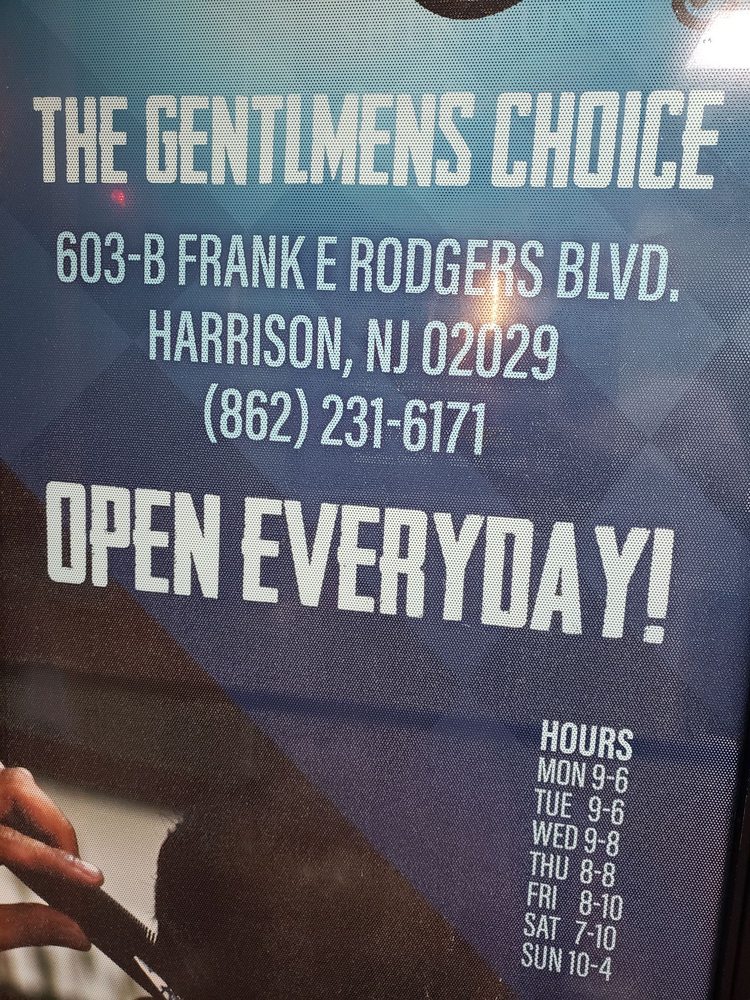 THE GENTLMENS CHOICE
603-B FRANK E RODGERS BLVD.
HARRISON, NJ 02029
(862) 231-6171
OPEN EVERYDAY!
HOURS
MON 9-6
TUE 9-6
WED 9-8
THU 8-8
FRI 8-10
SAT 7-10
SUN 10-4